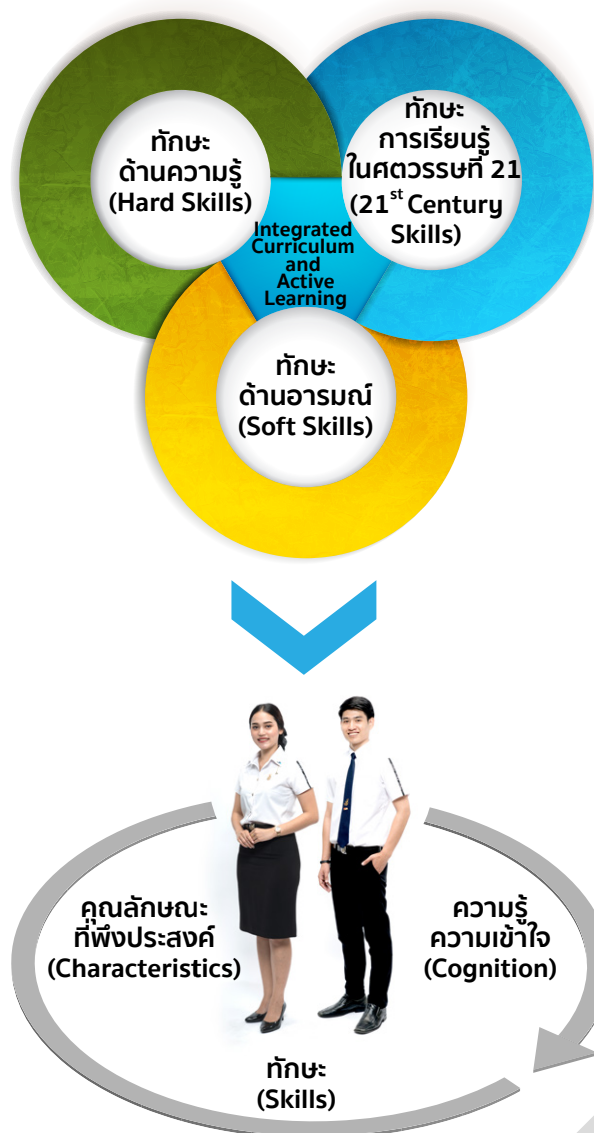 ทักษะ
ด้านความรู้
(Hard Skills)
ทักษะ
การเรียนรู้
ในศตวรรษที่ 21
(21st Century
Skills)
Integrated
Curriculum
and
Active
Learning
ทักษะ
ด้านอารมณ์
(Soft Skills)
คุณลักษณะ
ที่พึงประสงค์
(Characteristics)
ความรู้
ความเข้าใจ
(Cognition)
ทักษะ
(Skills)